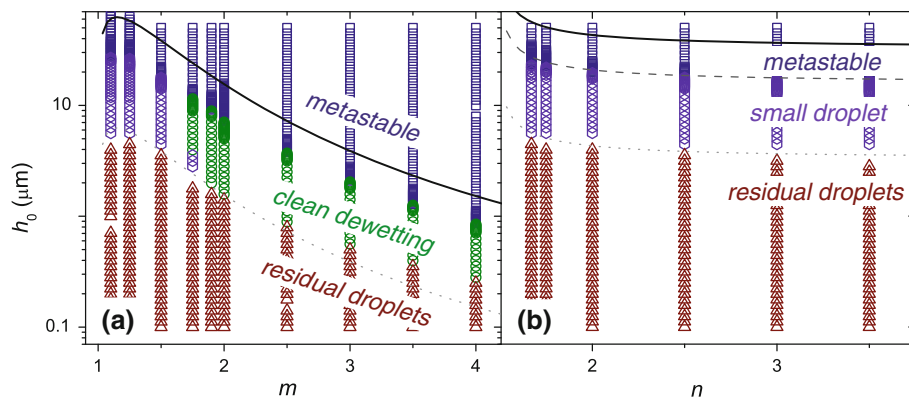 h0 (µm)
10
1
0.1
metastable
clean dewetting
residual droplets
(a)
1 2 3 4
m
metastable
small droplet
residual droplets
(b)
2 3
n